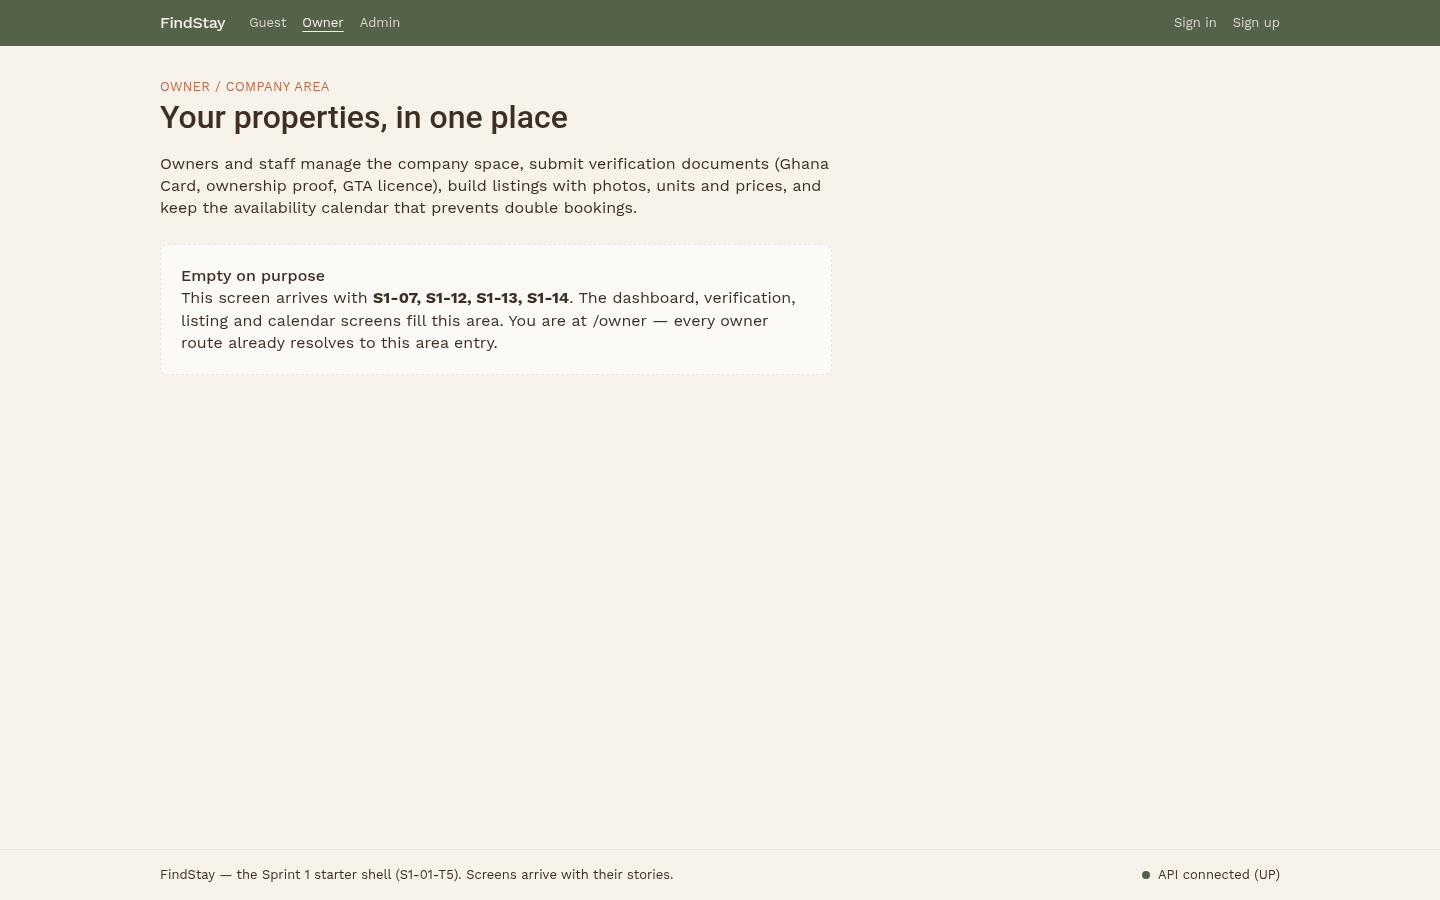 FindStay Guest Owner Admin Sign in Sign up
OWNER / COMPANY AREA
Your properties, in one place
Owners and staff manage the company space, submit verification documents (Ghana
Card, ownership proof, GTA licence), build listings with photos, units and prices, and
keep the availability calendar that prevents double bookings.
Empty on purpose
This screen arrives with S1-07, S1-12, S1-13, S1-14. The dashboard, verification,
listing and calendar screens fill this area. You are at /owner — every owner
route already resolves to this area entry.
FindStay — the Sprint 1 starter shell (S1-01-T5). Screens arrive with their stories. API connected (UP)